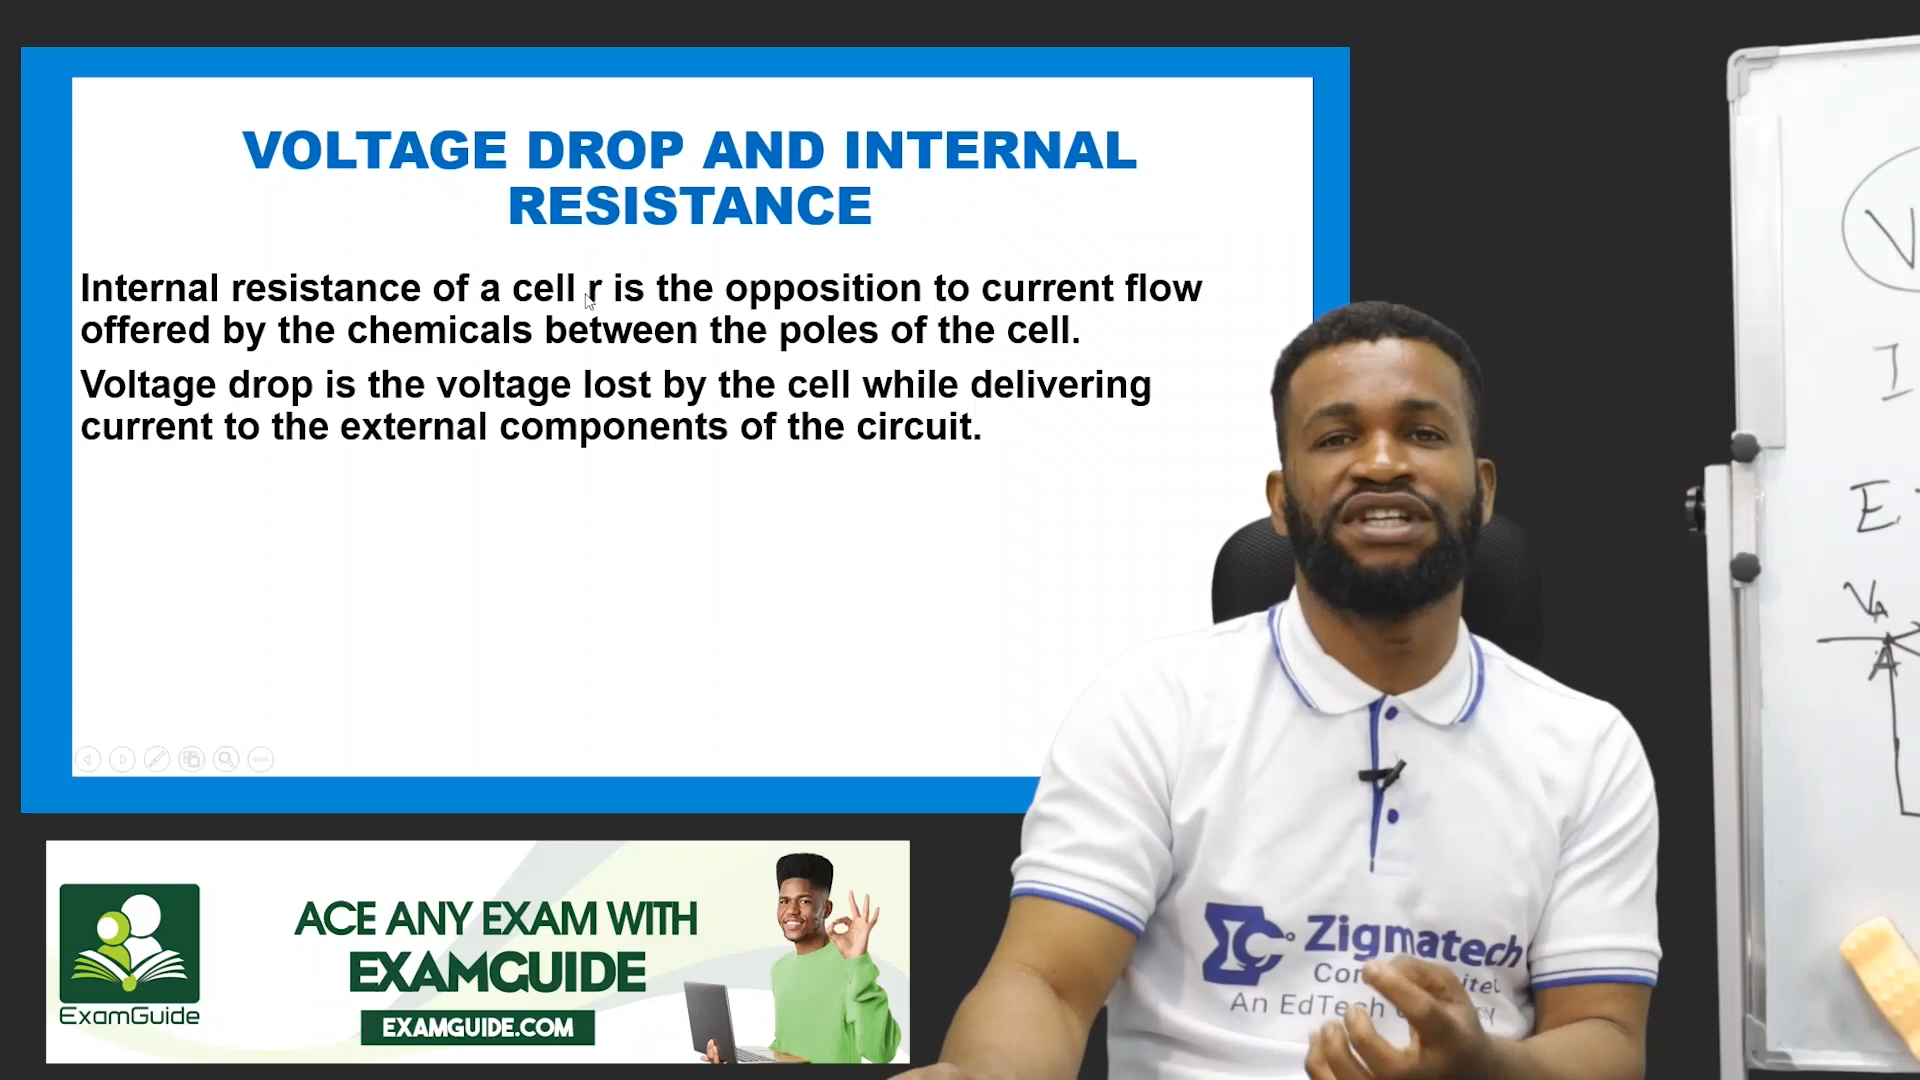 VOLTAGE DROP AND INTERNAL
RESISTANCE
Internal resistance of a cell r is the opposition to current flow
offered by the chemicals between the poles of the cell.
Voltage drop is the voltage lost by the cell while delivering
current to the external components of the circuit.
V
I
E
VA
A
ExamGuide
ACE ANY EXAM WITH
EXAMGUIDE
EXAMGUIDE.COM
Zigmatech
An EdTech